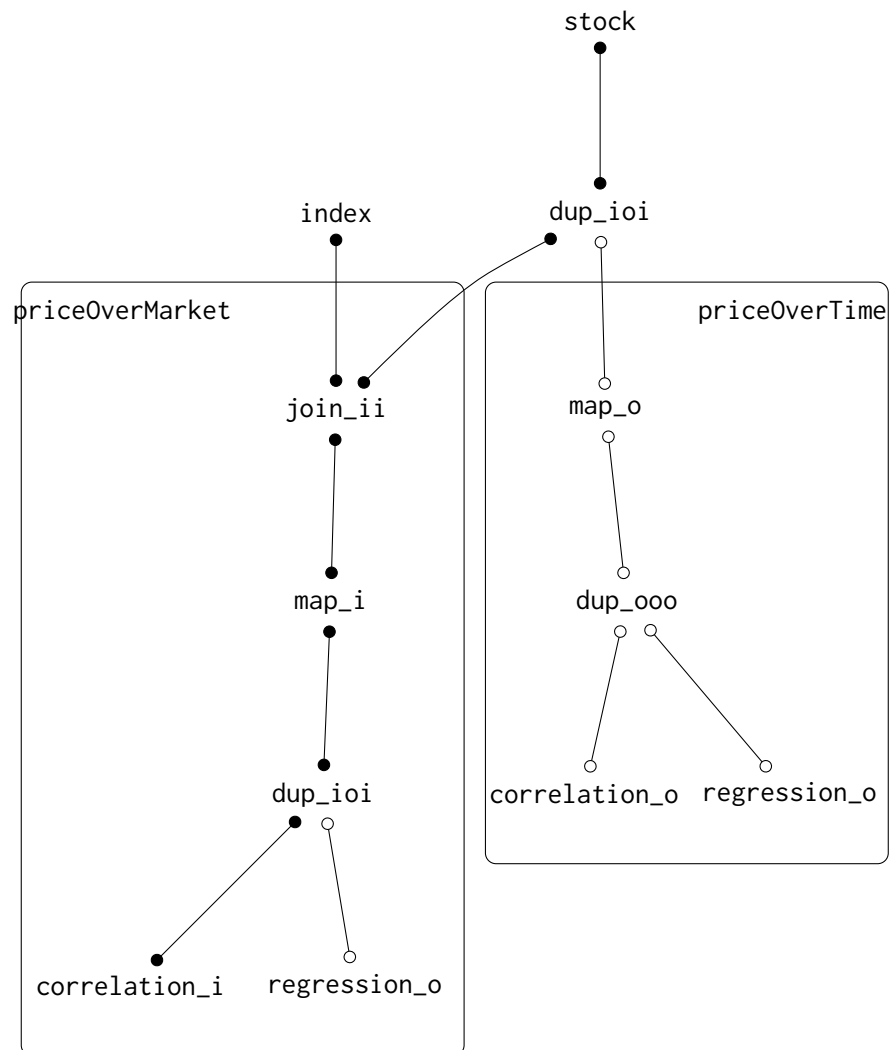 stock
index
dup_ioi
priceOverMarket
priceOverTime
join_ii
map_o
map_i
dup_ooo
dup_ioi
correlation_o
regression_o
correlation_i
regression_o